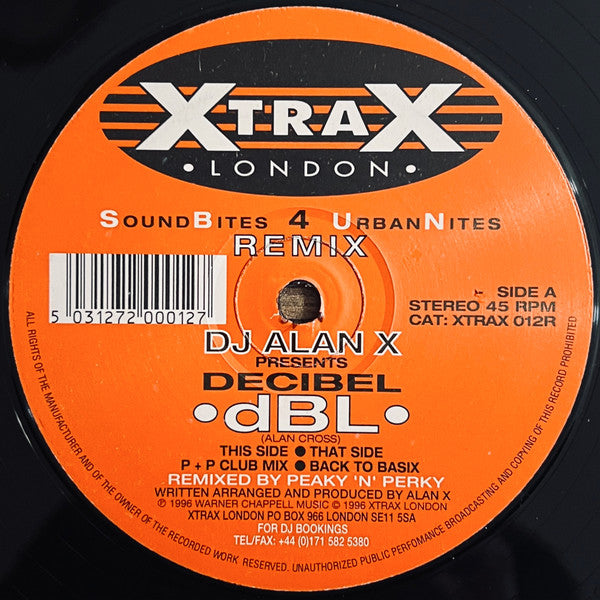 XTRAX
• LONDON •
SOUNDBITES 4 URBANNITES
REMIX
5 031272 000127
SIDE A
STEREO 45 RPM
CAT: XTRAX 012R
DJ ALAN X
PRESENTS
DECIBEL
•dBL•
(ALAN CROSS)
THIS SIDE ● THAT SIDE
P + P CLUB MIX ● BACK TO BASIX
REMIXED BY PEAKY 'N' PERKY
WRITTEN ARRANGED AND PRODUCED BY ALAN X
℗ 1996 WARNER CHAPPELL MUSIC © 1996 XTRAX LONDON
XTRAX LONDON PO BOX 966 LONDON SE11 5SA
FOR DJ BOOKINGS
TEL/FAX: +44 (0)171 582 5380
ALL RIGHTS OF THE MANUFACTURER AND OF THE OWNER OF THE RECORDED WORK RESERVED. UNAUTHORIZED PUBLIC PERFOMANCE BROADCASTING AND COPYING OF THIS RECORD PROHIBITED